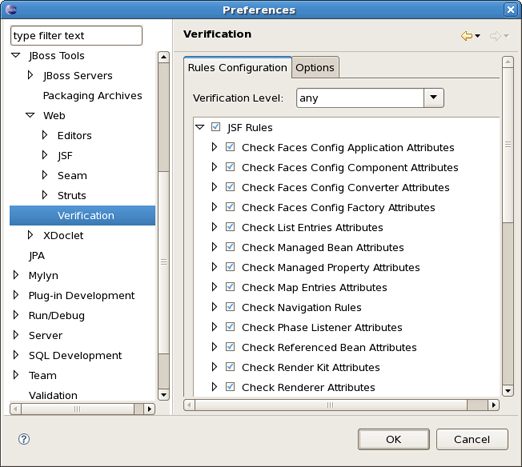 Preferences
type filter text
JBoss Tools
JBoss Servers
Packaging Archives
Web
Editors
JSF
Seam
Struts
Verification
XDoclet
JPA
Mylyn
Plug-in Development
Run/Debug
Server
SQL Development
Team
Validation
Verification
Rules Configuration
Options
Verification Level:
any
JSF Rules
Check Faces Config Application Attributes
Check Faces Config Component Attributes
Check Faces Config Converter Attributes
Check Faces Config Factory Attributes
Check List Entries Attributes
Check Managed Bean Attributes
Check Managed Property Attributes
Check Map Entries Attributes
Check Navigation Rules
Check Phase Listener Attributes
Check Referenced Bean Attributes
Check Render Kit Attributes
Check Renderer Attributes
?
OK
Cancel